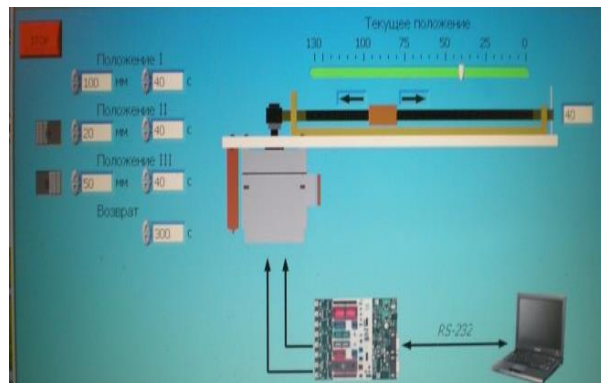 STOP
Текущее положение
130 100 75 50 25 0
40
Положение I
100 мм 40 с
Положение II
20 мм 40 с
Положение III
50 мм 40 с
Возврат
300 с
RS-232